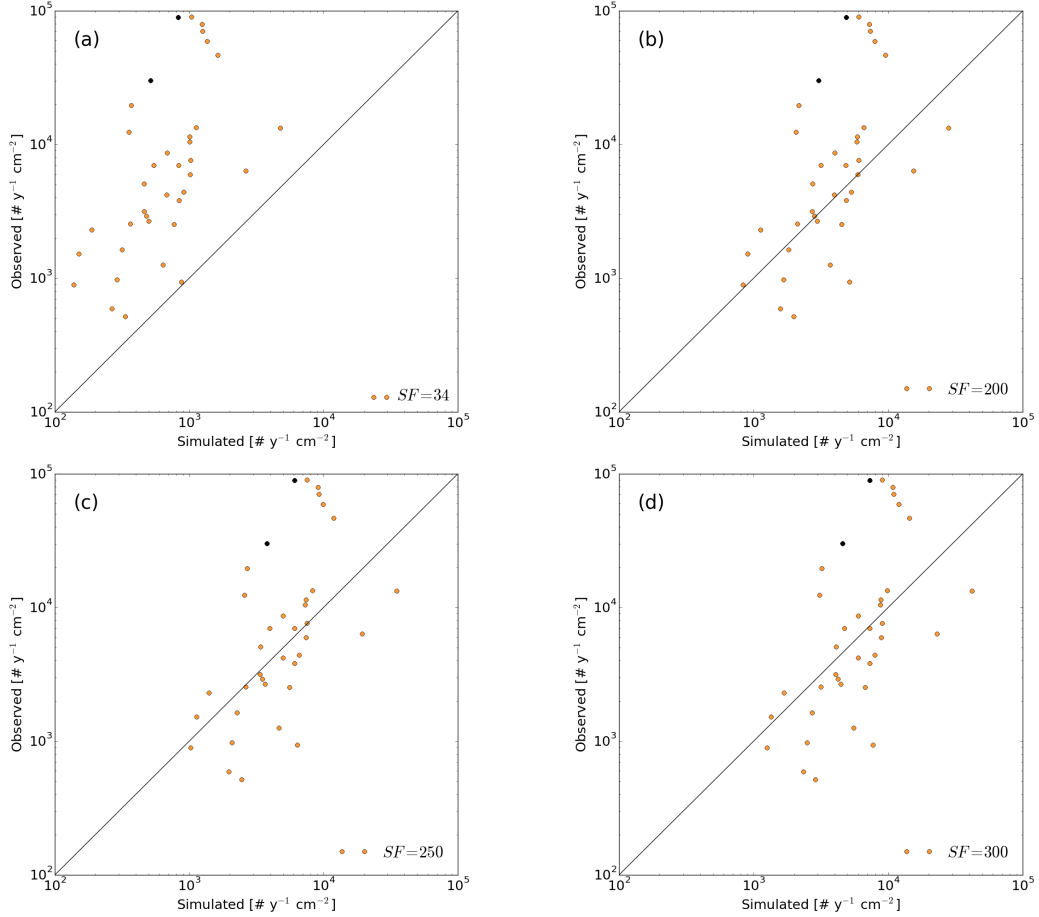 (a)
10^5
10^4
10^3
10^2
Observed [# y^−1 cm^−2]
SF=34
10^2 10^3 10^4 10^5
Simulated [# y^−1 cm^−2]
(b)
10^5
10^4
10^3
10^2
Observed [# y^−1 cm^−2]
SF=200
10^2 10^3 10^4 10^5
Simulated [# y^−1 cm^−2]
(c)
10^5
10^4
10^3
10^2
Observed [# y^−1 cm^−2]
SF=250
10^2 10^3 10^4 10^5
Simulated [# y^−1 cm^−2]
(d)
10^5
10^4
10^3
10^2
Observed [# y^−1 cm^−2]
SF=300
10^2 10^3 10^4 10^5
Simulated [# y^−1 cm^−2]